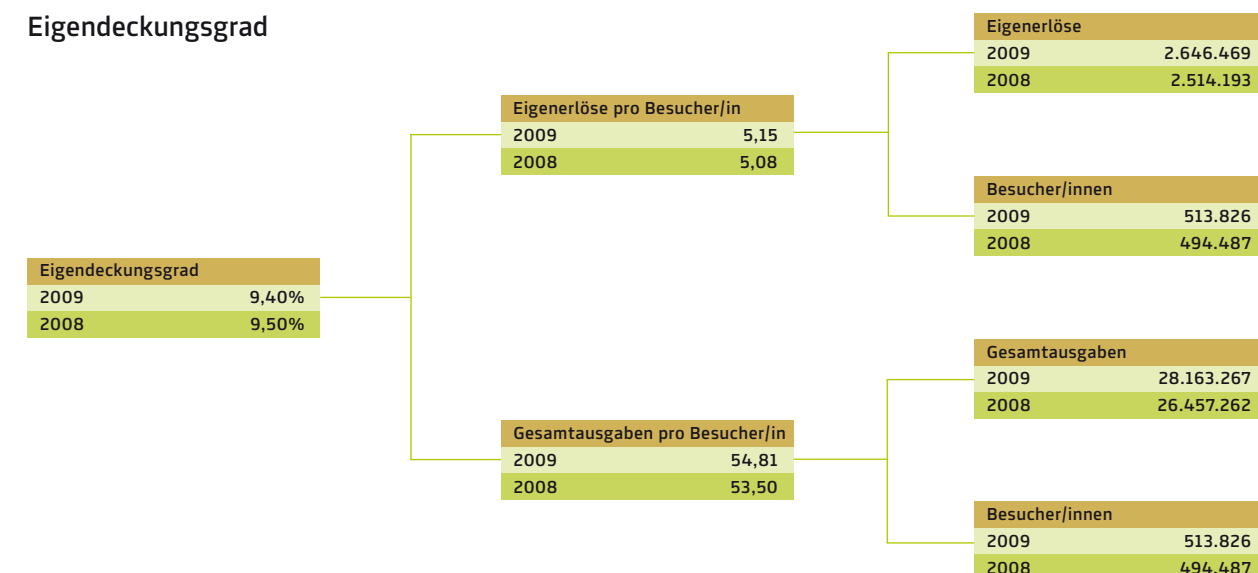 Eigendeckungsgrad
Eigendeckungsgrad
2009 9,40%
2008 9,50%
Eigenerlöse pro Besucher/in
2009 5,15
2008 5,08
Gesamtausgaben pro Besucher/in
2009 54,81
2008 53,50
Eigenerlöse
2009 2.646.469
2008 2.514.193
Besucher/innen
2009 513.826
2008 494.487
Gesamtausgaben
2009 28.163.267
2008 26.457.262
Besucher/innen
2009 513.826
2008 494.487